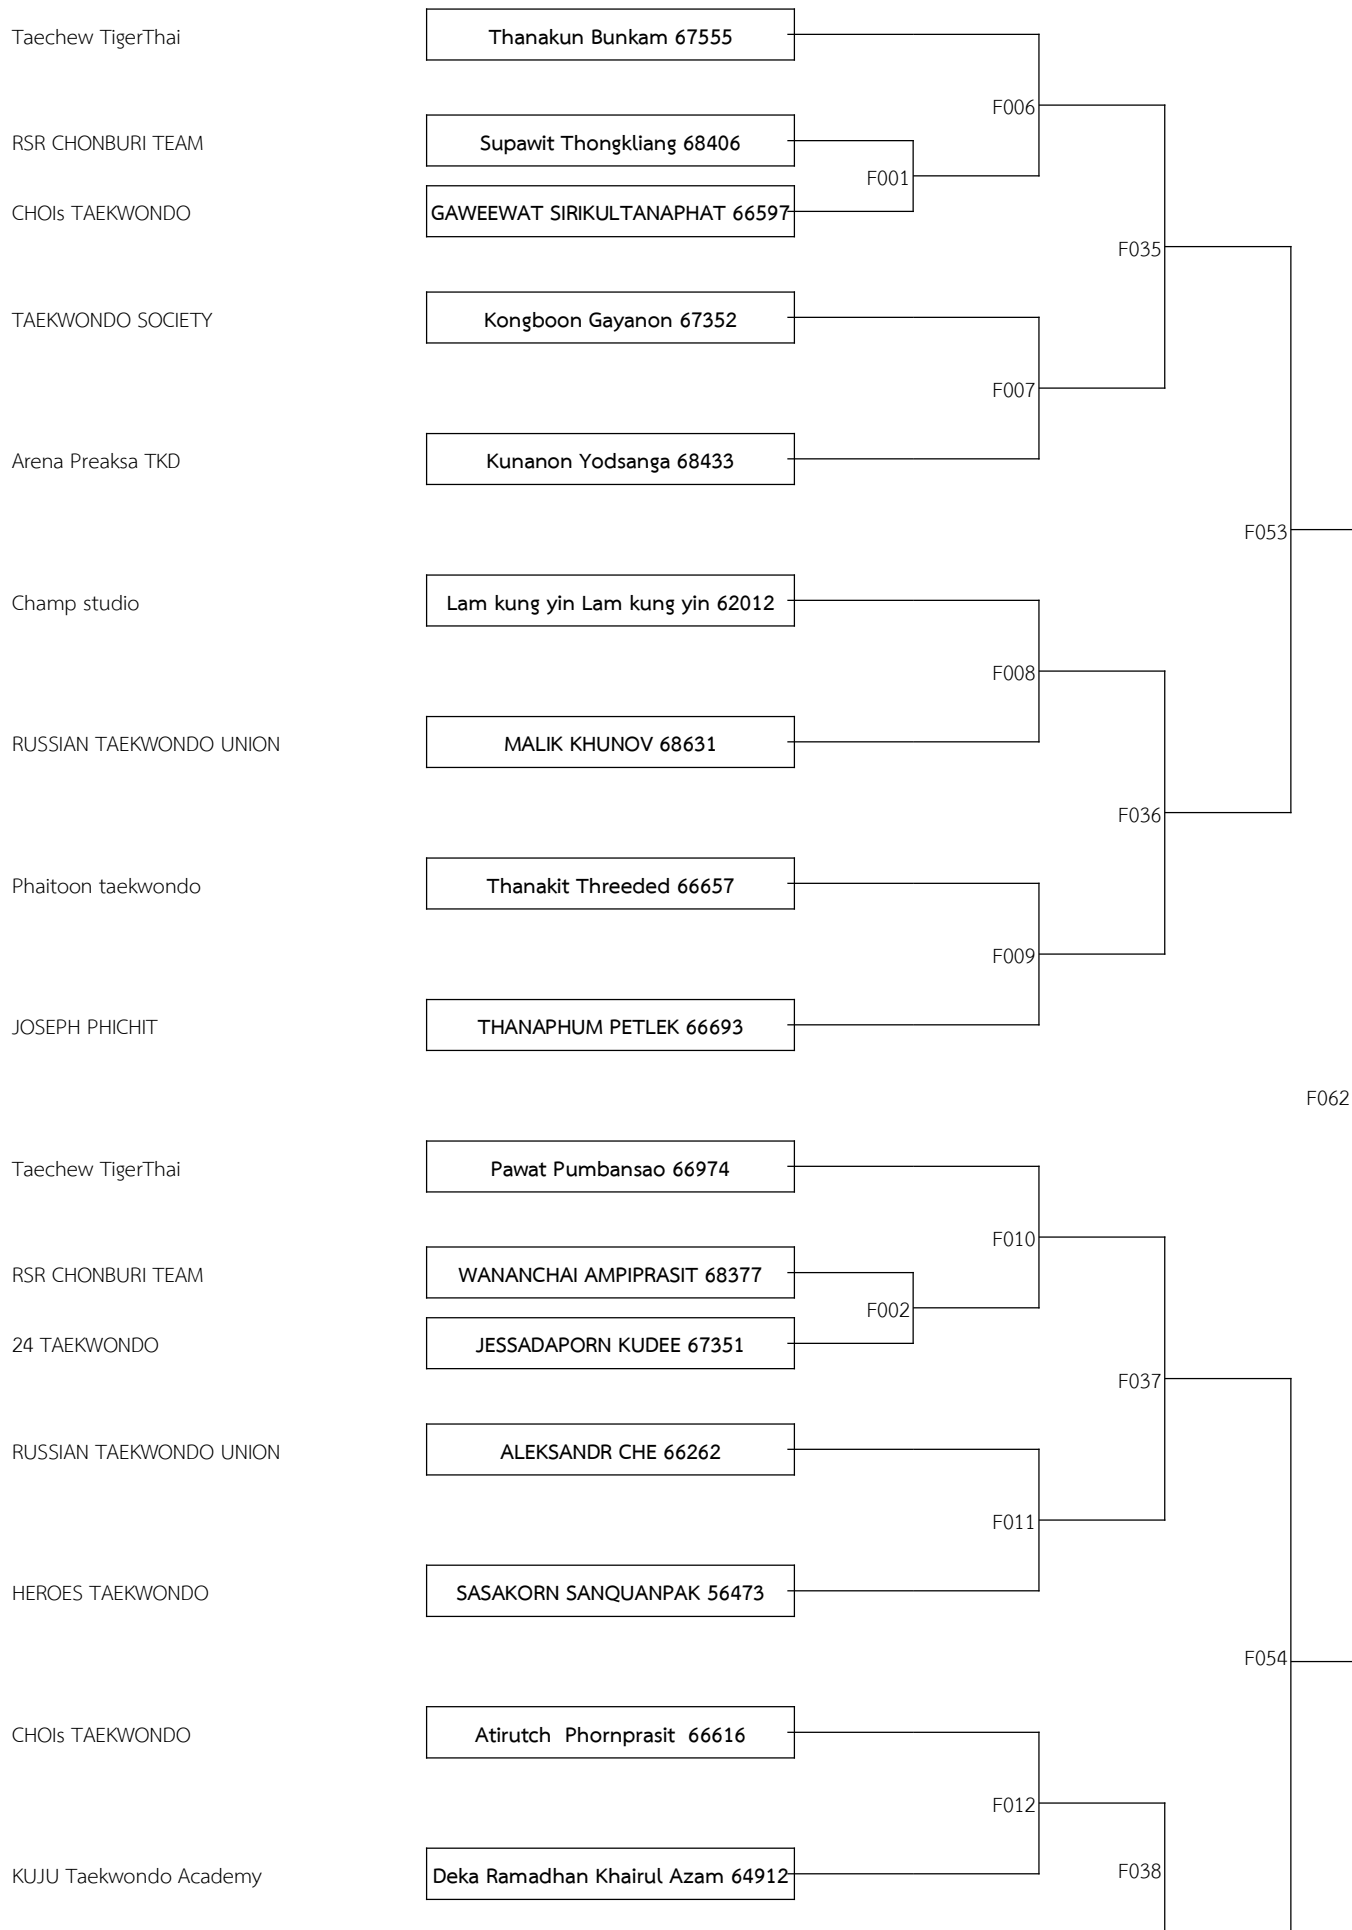 Taechew TigerThai
Thanakun Bunkam 67555
F006
RSR CHONBURI TEAM
Supawit Thongkliang 68406
F001
CHOIs TAEKWONDO
GAWEEWAT SIRIKULTANAPHAT 66597
F035
TAEKWONDO SOCIETY
Kongboon Gayanon 67352
F007
Arena Preaksa TKD
Kunanon Yodsanga 68433
F053
Champ studio
Lam kung yin Lam kung yin 62012
F008
RUSSIAN TAEKWONDO UNION
MALIK KHUNOV 68631
F036
Phaitoon taekwondo
Thanakit Threeded 66657
F009
JOSEPH PHICHIT
THANAPHUM PETLEK 66693
F062
Taechew TigerThai
Pawat Pumbansao 66974
F010
RSR CHONBURI TEAM
WANANCHAI AMPIPRASIT 68377
F002
24 TAEKWONDO
JESSADAPORN KUDEE 67351
F037
RUSSIAN TAEKWONDO UNION
ALEKSANDR CHE 66262
F011
HEROES TAEKWONDO
SASAKORN SANQUANPAK 56473
F054
CHOIs TAEKWONDO
Atirutch  Phornprasit  66616
F012
KUJU Taekwondo Academy
Deka Ramadhan Khairul Azam 64912
F038